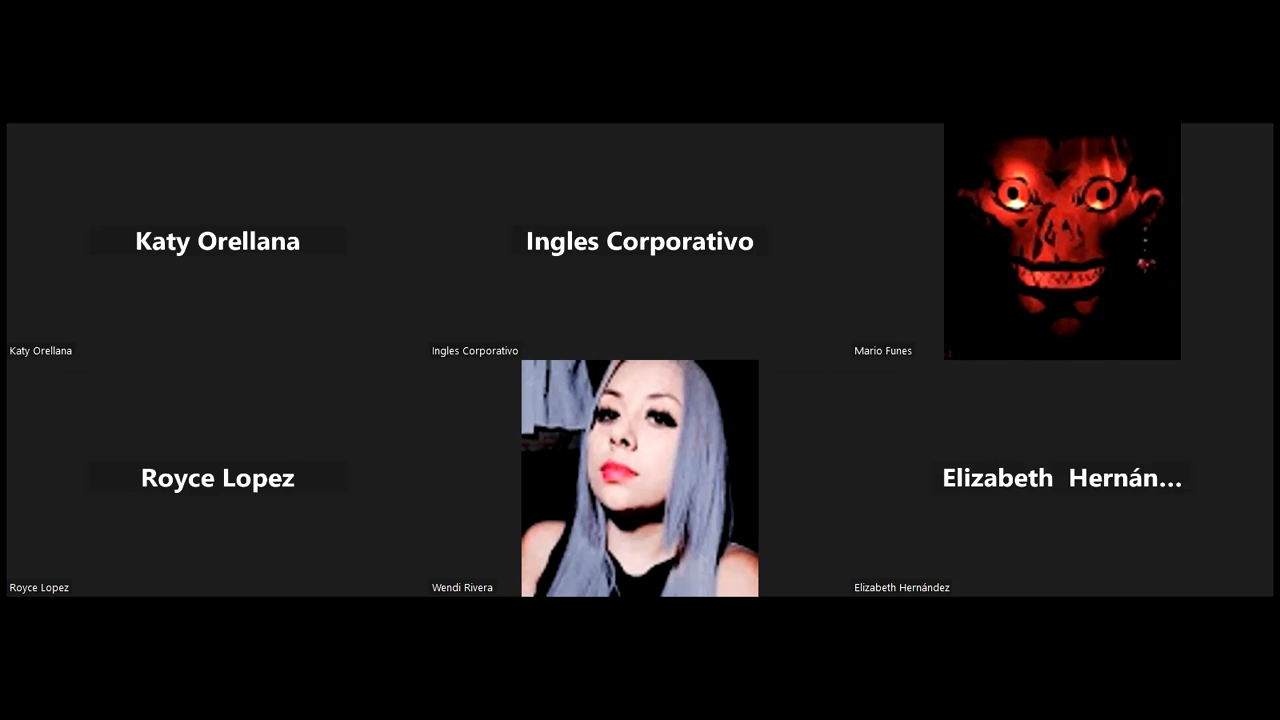 Katy Orellana
Ingles Corporativo
Katy Orellana
Ingles Corporativo
Mario Funes
Royce Lopez
Elizabeth Hernán...
Royce Lopez
Wendi Rivera
Elizabeth Hernández